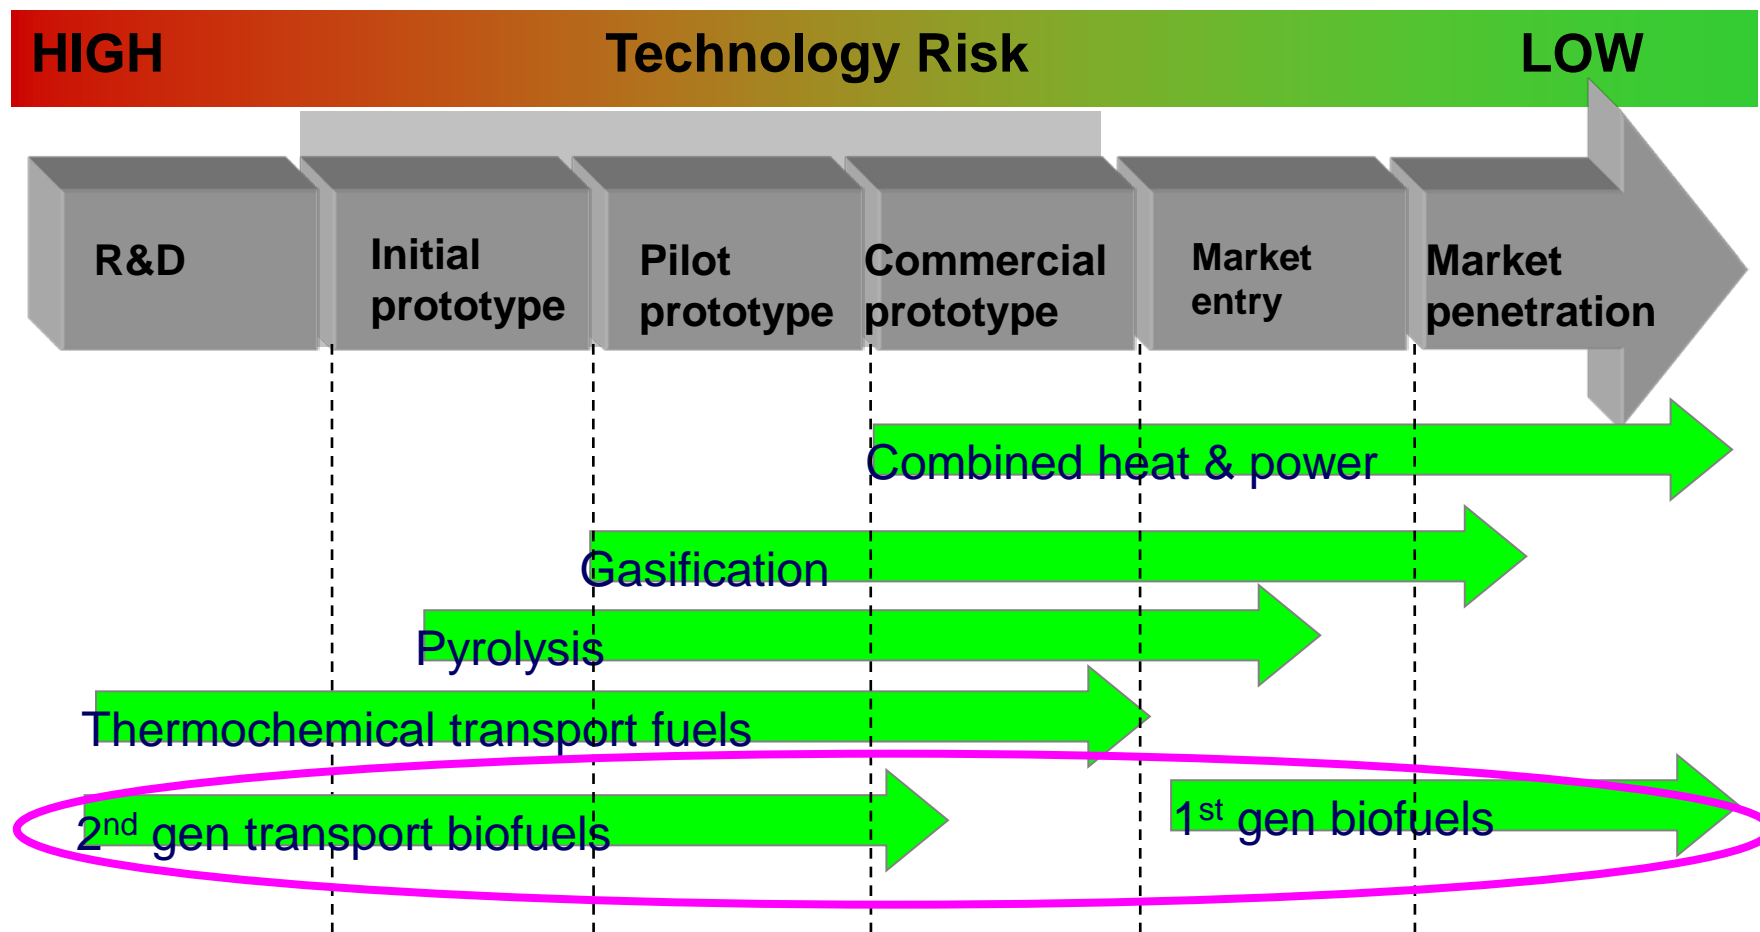 HIGH Technology Risk LOW
R&D
Initial
prototype
Pilot
prototype
Commercial
prototype
Market
entry
Market
penetration
Combined heat & power
Gasification
Pyrolysis
Thermochemical transport fuels
2nd gen transport biofuels
1st gen biofuels